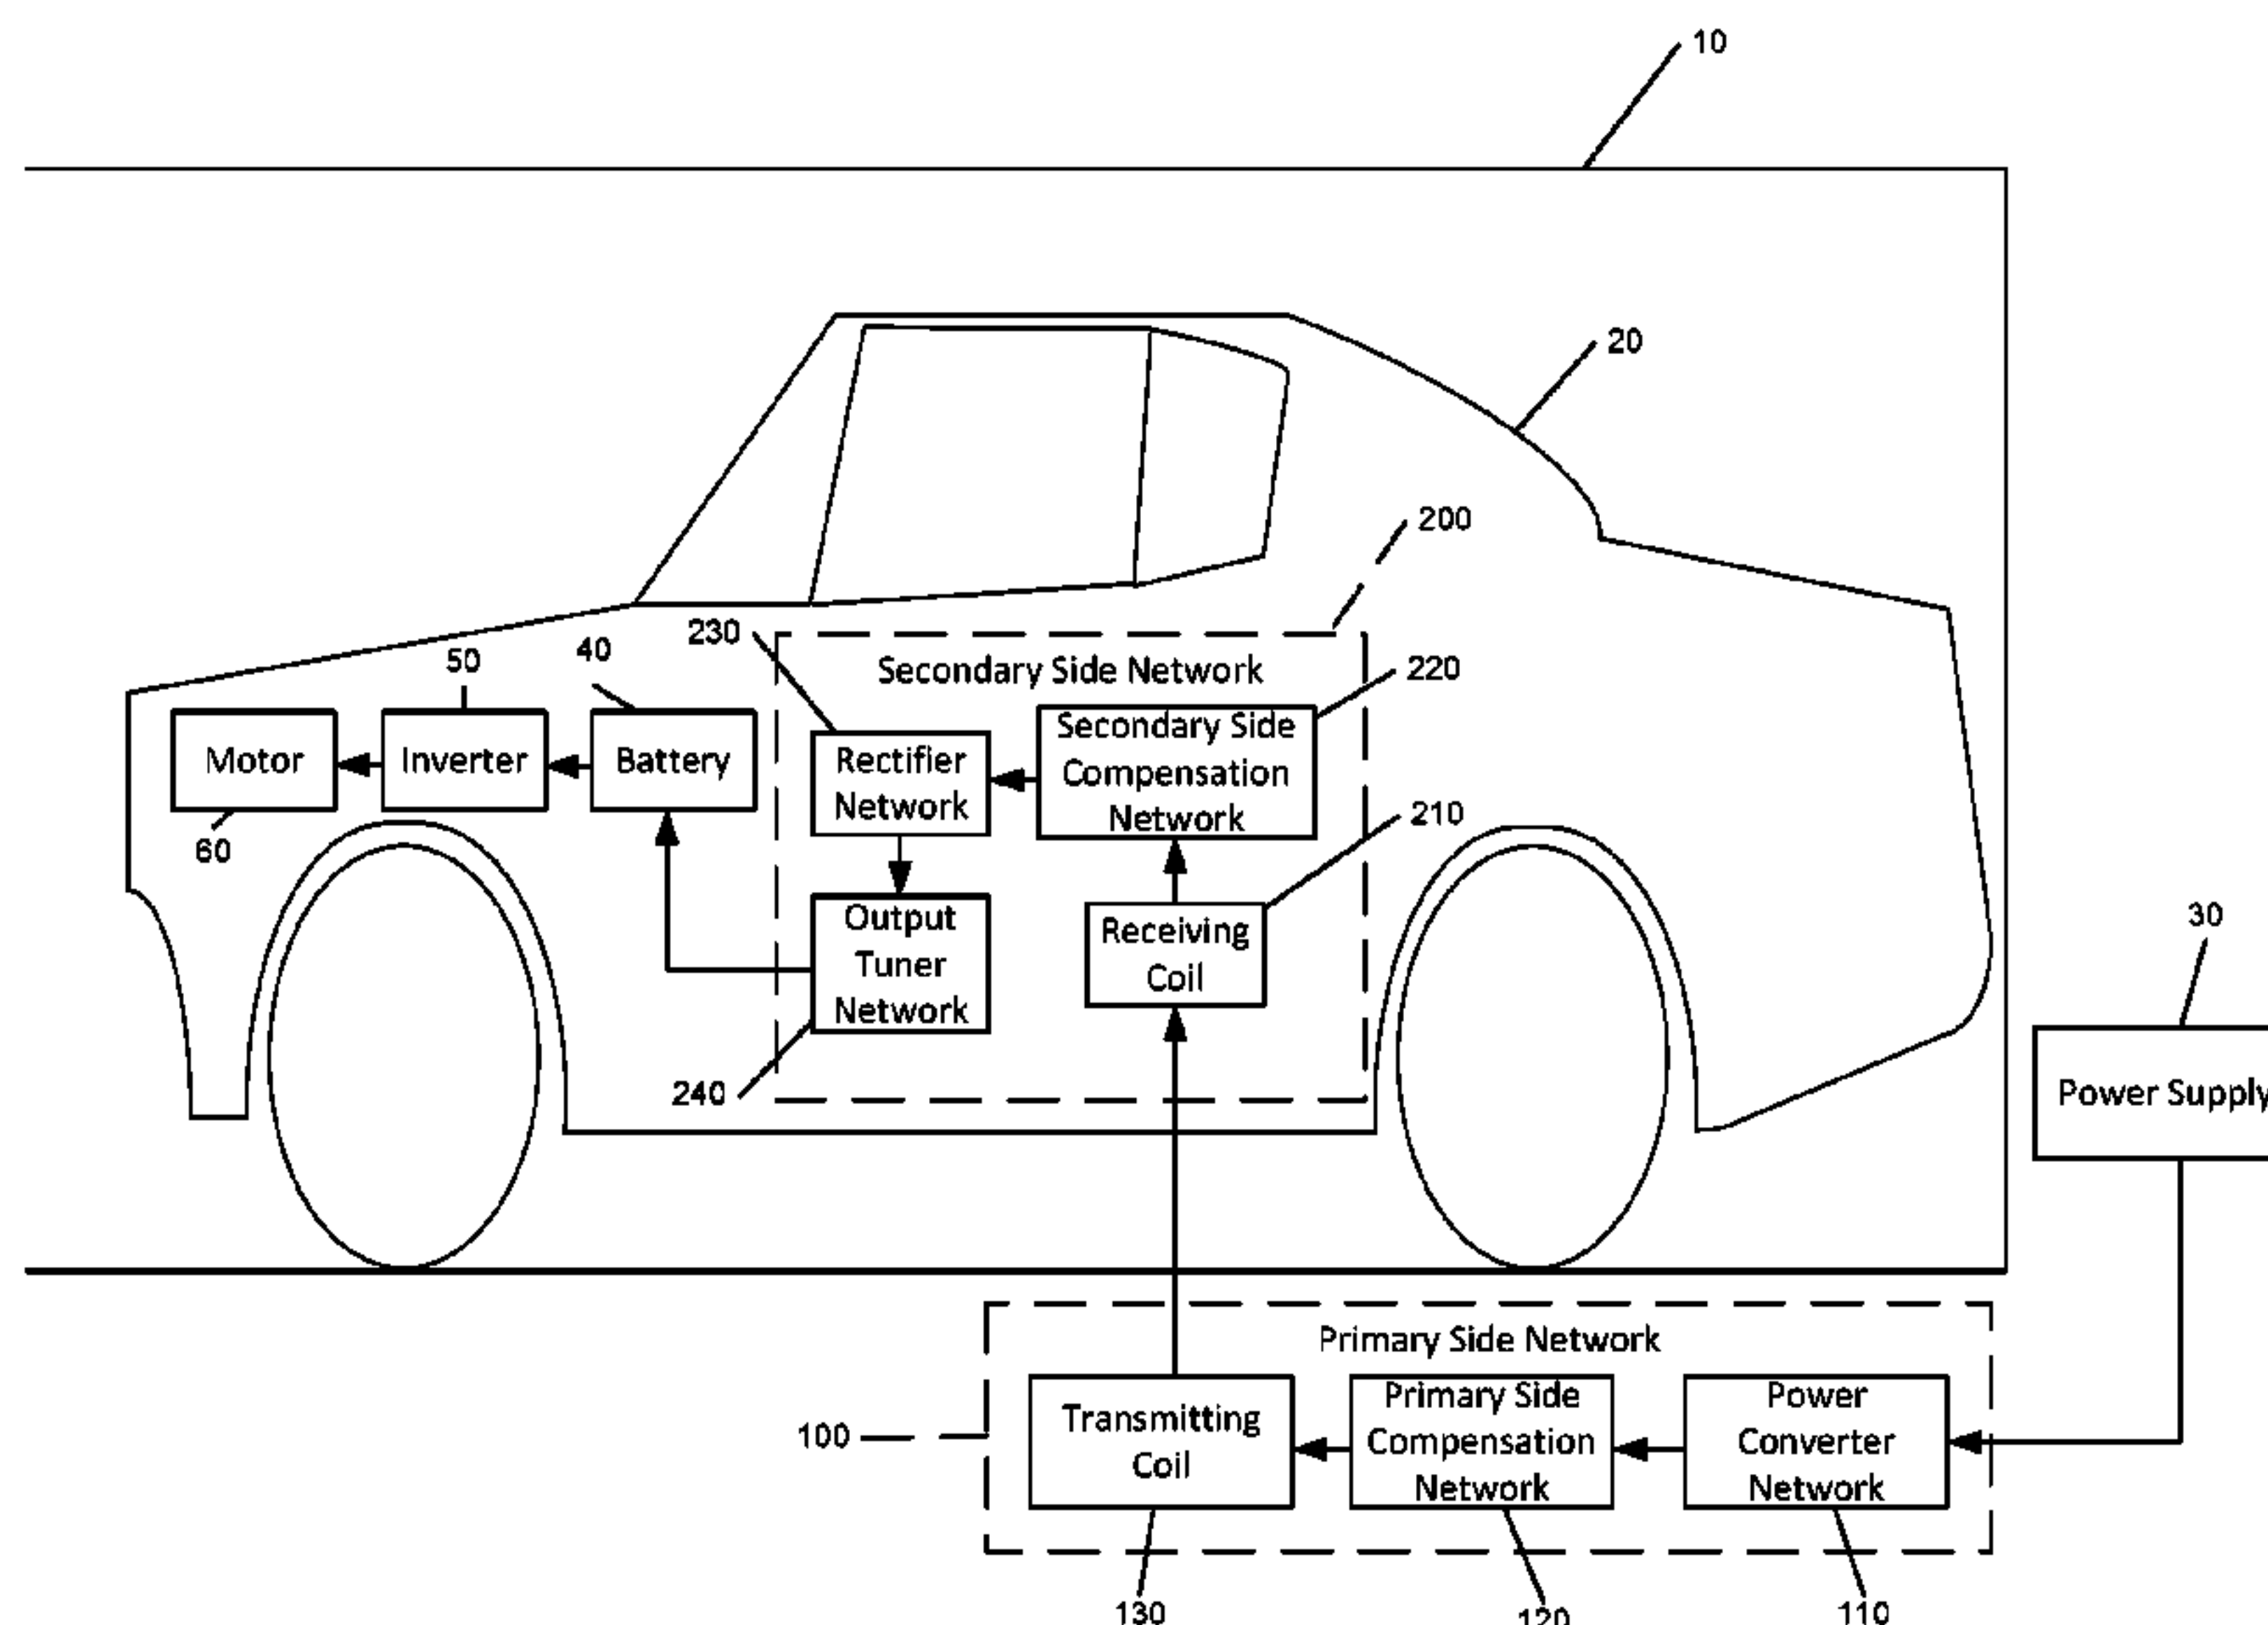 10
20
200
230
Secondary Side Network
40
50
220
Secondary Side
Compensation
Network
Rectifier
Network
Battery
Inverter
Motor
60
210
Output
Tuner
Network
Receiving
Coil
30
240
Power Supply
Primary Side Network
100
Transmitting
Coil
Primary Side
Compensation
Network
Power
Converter
Network
130
120
110